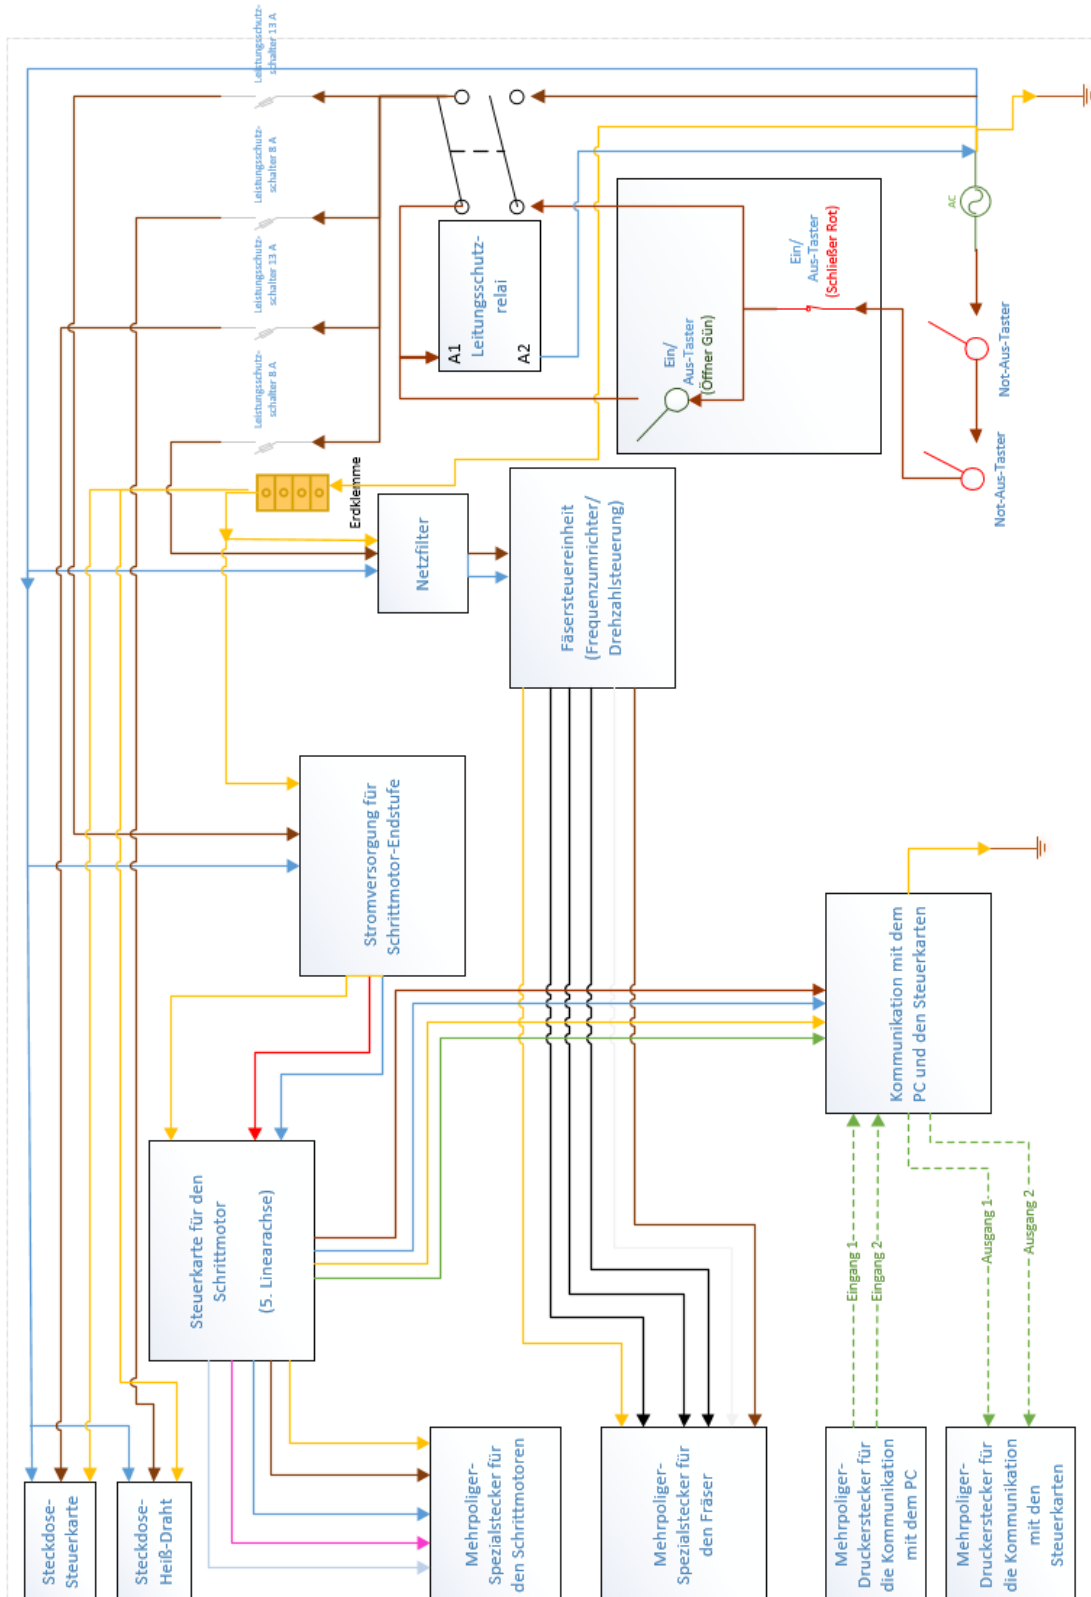 Leistungsschutz-
schalter 13 A
Leistungsschutz-
schalter 8 A
Leistungsschutz-
schalter 13 A
Leistungsschutz-
schalter 8 A
Erdklemme
A1
Leitungsschutz-
relai
A2
Ein/
Aus-Taster
(Öffner Gün)
Ein/
Aus-Taster
(Schließer Rot)
AC
Not-Aus-Taster
Not-Aus-Taster
Netzfilter
Fäsersteuereinheit
(Frequenzumrichter/
Drehzahlsteuerung)
Stromversorgung für
Schrittmotor-Endstufe
Kommunikation mit dem
PC und den Steuerkarten
Steuerkarte für den
Schrittmotor
(5. Linearachse)
Eingang 1
Eingang 2
Ausgang 1
Ausgang 2
Steckdose-
Steuerkarte
Steckdose-
Heiß-Draht
Mehrpoliger-
Spezialstecker für
den Schrittmotoren
Mehrpoliger-
Spezialstecker für
den Fräser
Mehrpoliger-
Druckerstecker für
die Kommunikation
mit dem PC
Mehrpoliger-
Druckerstecker für
die Kommunikation
mit den
Steuerkarten